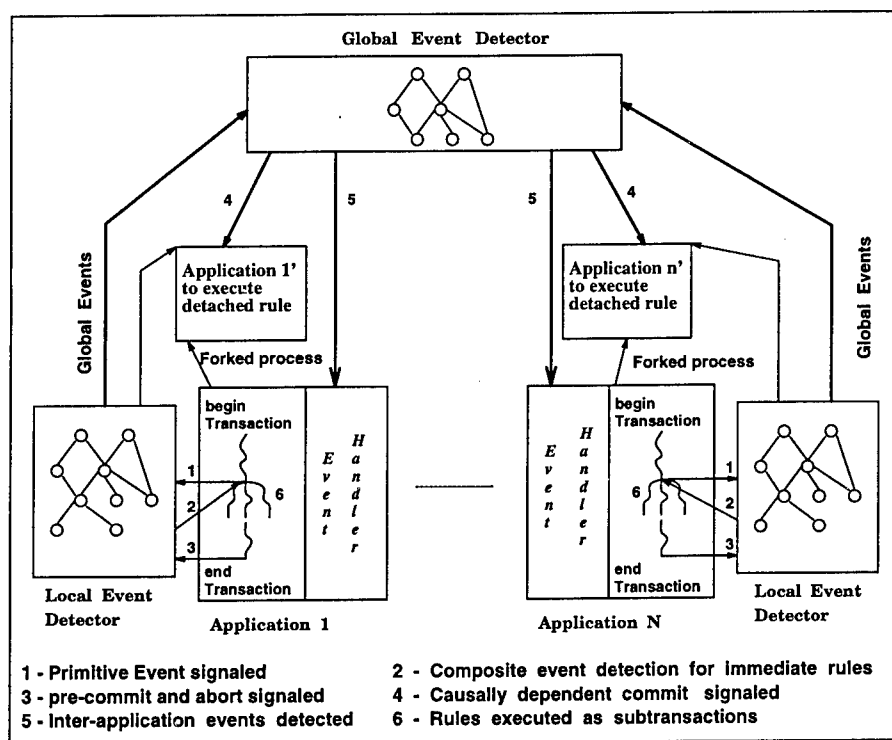 Global Event Detector
4
5
5
4
Global Events
Global Events
Application 1'
to execute
detached rule
Application n'
to execute
detached rule
Forked process
Forked process
begin
Transaction
Event
Handler
1
2
6
3
end
Transaction
Local Event
Detector
Application 1
Event
Handler
begin
Transaction
1
6
2
3
end
Transaction
Local Event
Detector
Application N
1 - Primitive Event signaled
2 - Composite event detection for immediate rules
3 - pre-commit and abort signaled
4 - Causally dependent commit signaled
5 - Inter-application events detected
6 - Rules executed as subtransactions